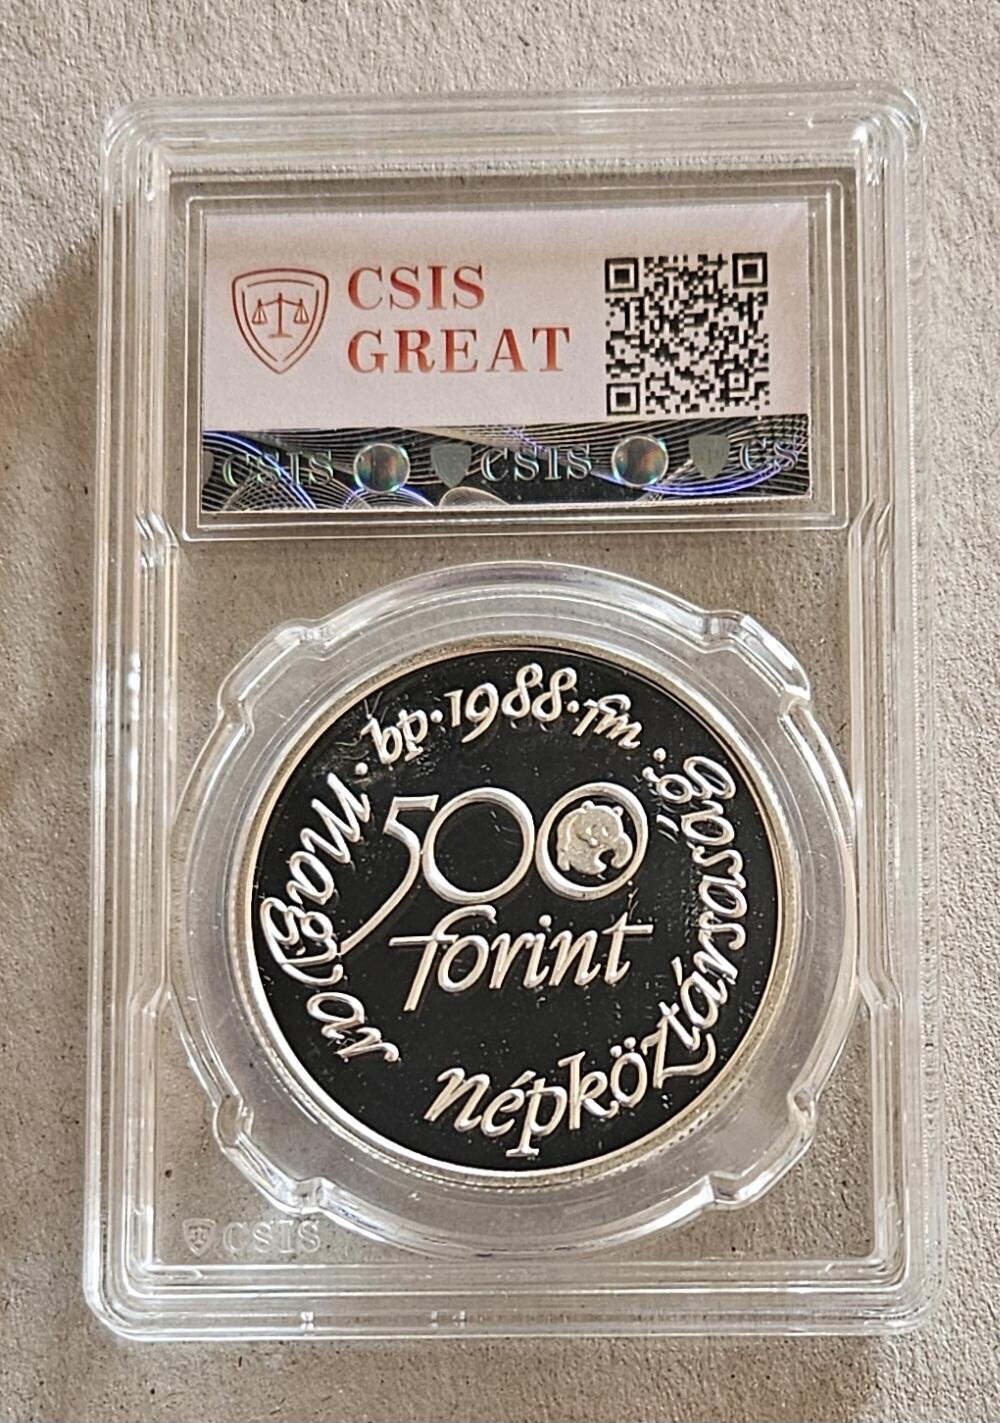 CSIS
GREAT
CSIS CSIS CS
bp·1988·fm·
magyar népköztársaság·
500
forint
CSIS